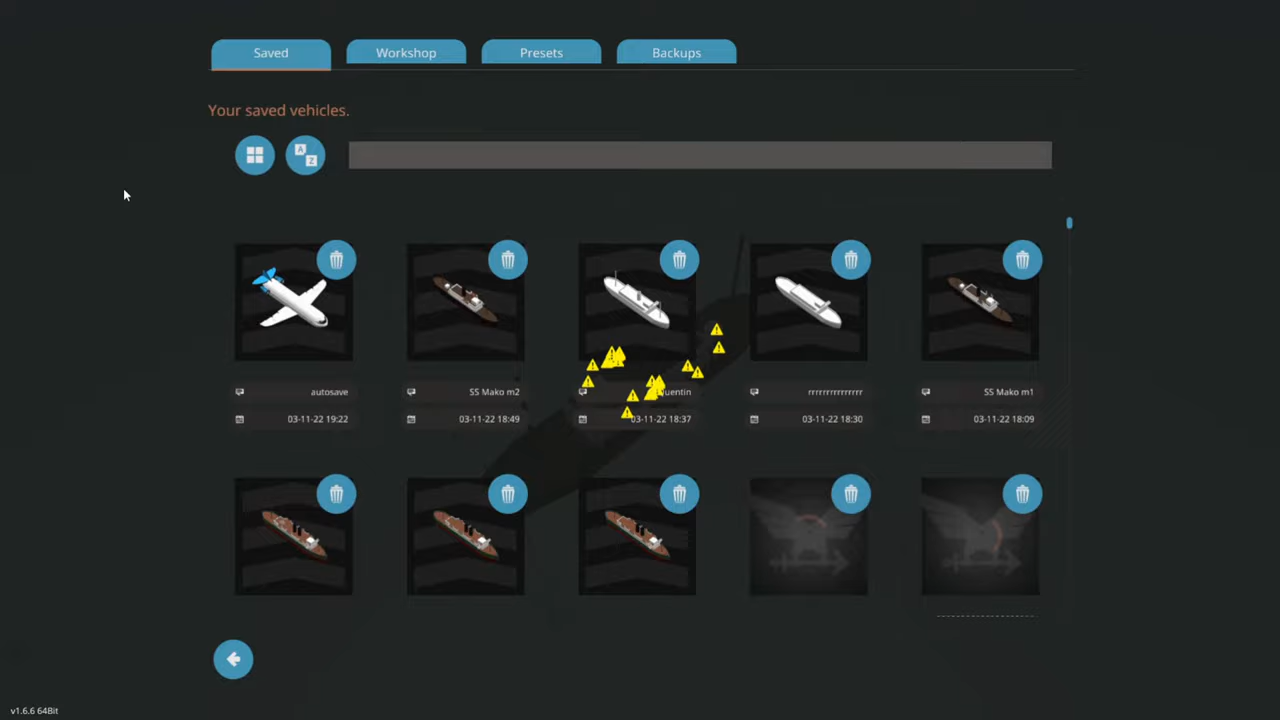 Saved
Workshop
Presets
Backups
Your saved vehicles.
A
Z
autosave
SS Mako m2
rrrrrrrrrrrrrr
SS Mako m1
03-11-22 19:22
03-11-22 18:49
03-11-22 18:37
03-11-22 18:30
03-11-22 18:09
v1.6.6 64Bit